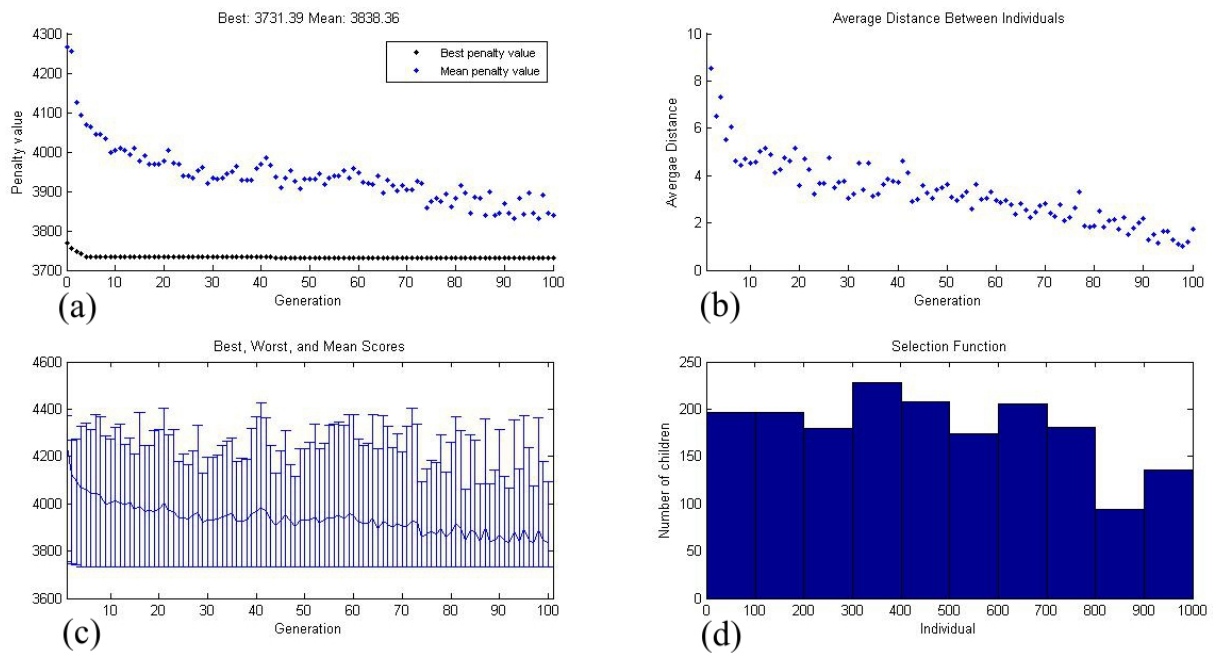 Best: 3731.39 Mean: 3838.36
4300
4200
4100
4000
3900
3800
3700
Penalty value
Best penalty value
Mean penalty value
0 10 20 30 40 50 60 70 80 90 100
Generation
(a)
Average Distance Between Individuals
10
8
6
4
2
0
Avergae Distance
10 20 30 40 50 60 70 80 90 100
Generation
(b)
Best, Worst, and Mean Scores
4600
4400
4200
4000
3800
3600
10 20 30 40 50 60 70 80 90 100
Generation
(c)
Selection Function
250
200
150
100
50
0
Number of children
0 100 200 300 400 500 600 700 800 900 1000
Individual
(d)